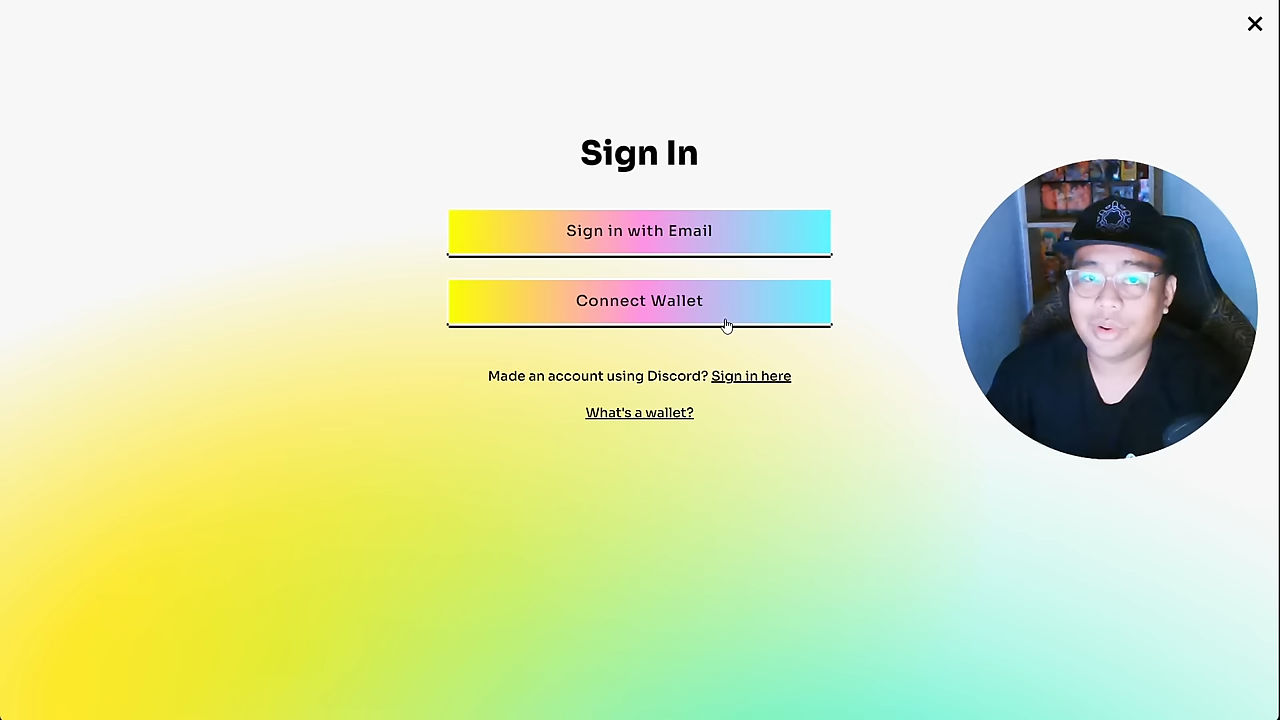 Sign In
Sign in with Email
Connect Wallet
Made an account using Discord? Sign in here
What's a wallet?